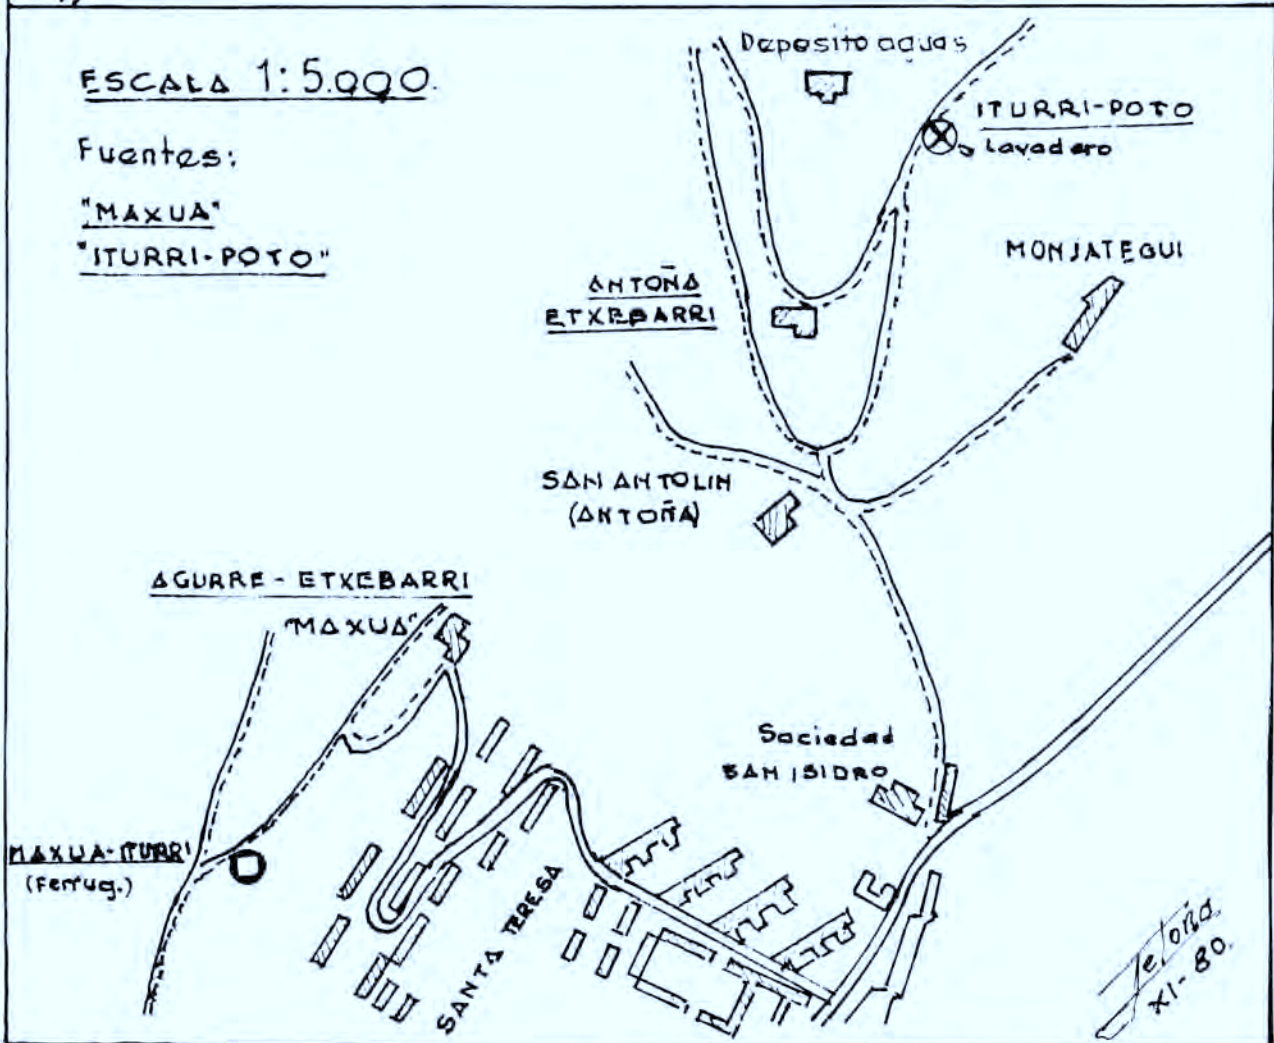 ESCALA 1:5.000.
Fuentes:
"MAXUA"
"ITURRI-POTO"
Deposito aguas
ITURRI-POTO
Lavadero
MONJATEGUI
ANTOÑA
ETXEBARRI
SAN ANTOLIN
(ANTOÑA)
AGURRE - ETXEBARRI
"MAXUA"
Sociedad
SAN ISIDRO
MAXUA-ITURRI
(Ferrug.)
SANTA TERESA
XI-80.